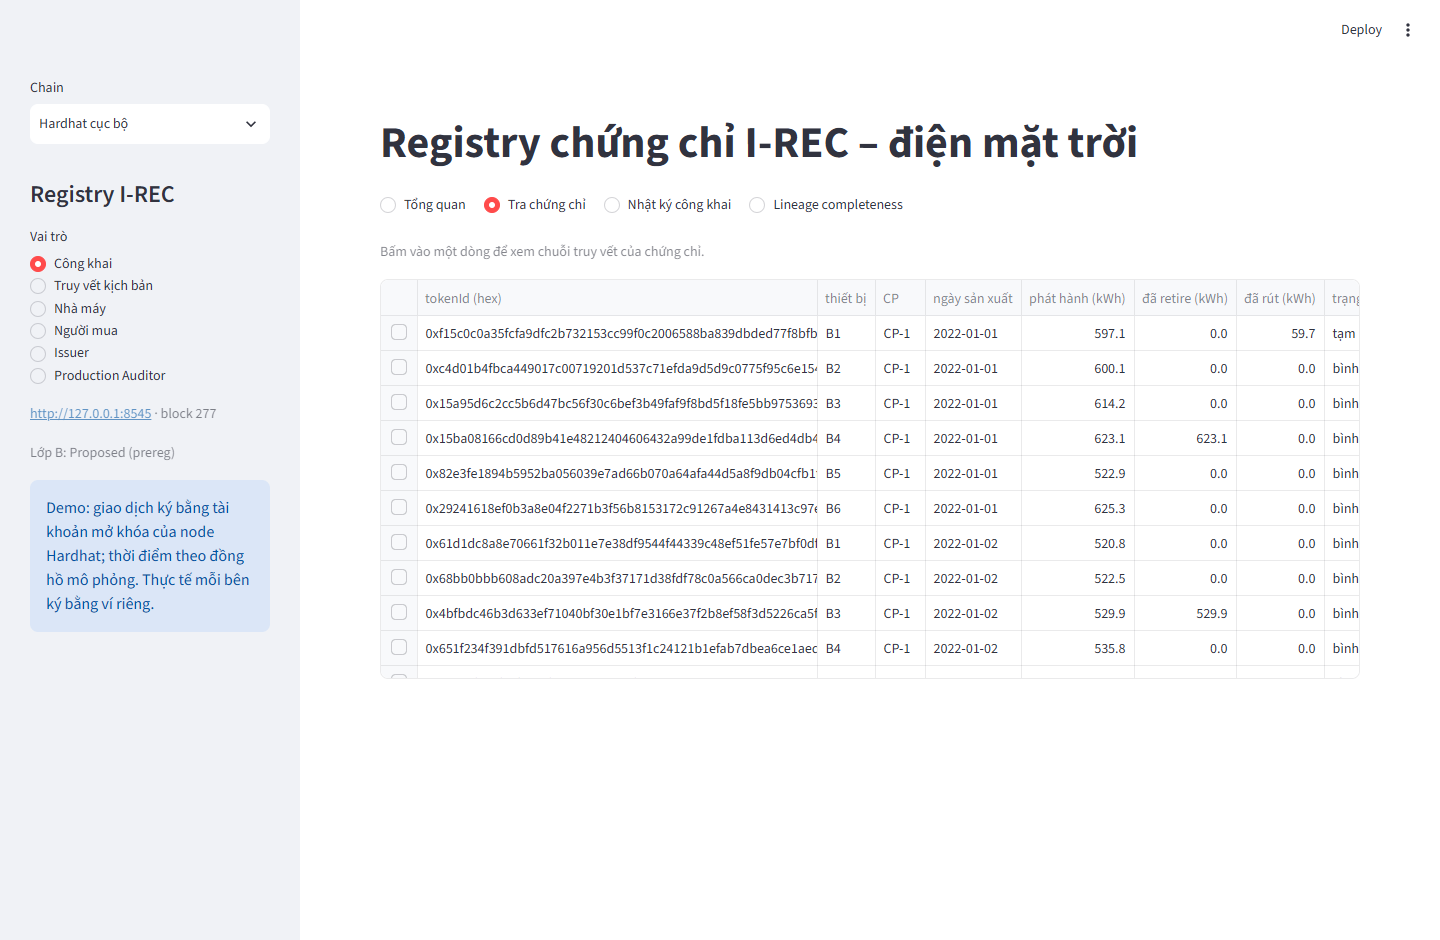 Deploy
Chain
Hardhat cục bộ
Registry I-REC
Vai trò
Công khai
Truy vết kịch bản
Nhà máy
Người mua
Issuer
Production Auditor
http://127.0.0.1:8545 · block 277
Lớp B: Proposed (prereg)
Demo: giao dịch ký bằng tài
khoản mở khóa của node
Hardhat; thời điểm theo đồng
hồ mô phỏng. Thực tế mỗi bên
ký bằng ví riêng.
Registry chứng chỉ I-REC – điện mặt trời
Tổng quan Tra chứng chỉ Nhật ký công khai Lineage completeness
Bấm vào một dòng để xem chuỗi truy vết của chứng chỉ.
tokenId (hex) thiết bị CP ngày sản xuất phát hành (kWh) đã retire (kWh) đã rút (kWh) trạng
0xf15c0c0a35fcfa9dfc2b732153cc99f0c2006588ba839dbded77f8bfb B1 CP-1 2022-01-01 597.1 0.0 59.7 tạm
0xc4d01b4fbca449017c00719201d537c71efda9d5d9c0775f95c6e154 B2 CP-1 2022-01-01 600.1 0.0 0.0 bình
0x15a95d6c2cc5b6d47bc56f30c6bef3b49faf9f8bd5f18fe5bb9753693 B3 CP-1 2022-01-01 614.2 0.0 0.0 bình
0x15ba08166cd0d89b41e48212404606432a99de1fdba113d6ed4db4 B4 CP-1 2022-01-01 623.1 623.1 0.0 bình
0x82e3fe1894b5952ba056039e7ad66b070a64afa44d5a8f9db04cfb1 B5 CP-1 2022-01-01 522.9 0.0 0.0 bình
0x29241618ef0b3a8e04f2271b3f56b8153172c91267a4e8431413c97e B6 CP-1 2022-01-01 625.3 0.0 0.0 bình
0x61d1dc8a8e70661f32b011e7e38df9544f44339c48ef51fe57e7bf0df B1 CP-1 2022-01-02 520.8 0.0 0.0 bình
0x68bb0bbb608adc20a397e4b3f37171d38fdf78c0a566ca0dec3b717 B2 CP-1 2022-01-02 522.5 0.0 0.0 bình
0x4bfbdc46b3d633ef71040bf30e1bf7e3166e37f2b8ef58f3d5226ca5f B3 CP-1 2022-01-02 529.9 529.9 0.0 bình
0x651f234f391dbfd517616a956d5513f1c24121b1efab7dbea6ce1aec B4 CP-1 2022-01-02 535.8 0.0 0.0 bình